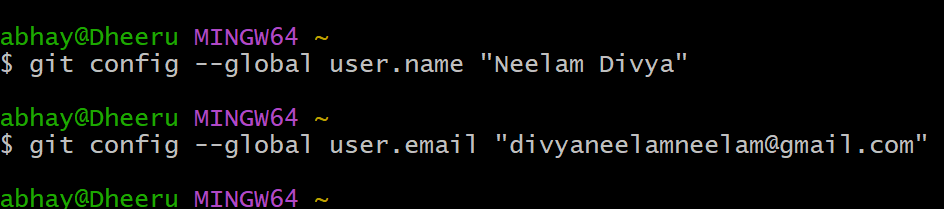 abhay@Dheeru MINGW64 ~
$ git config --global user.name "Neelam Divya"
abhay@Dheeru MINGW64 ~
$ git config --global user.email "divyaneelamneelam@gmail.com"
abhay@Dheeru MINGW64 ~